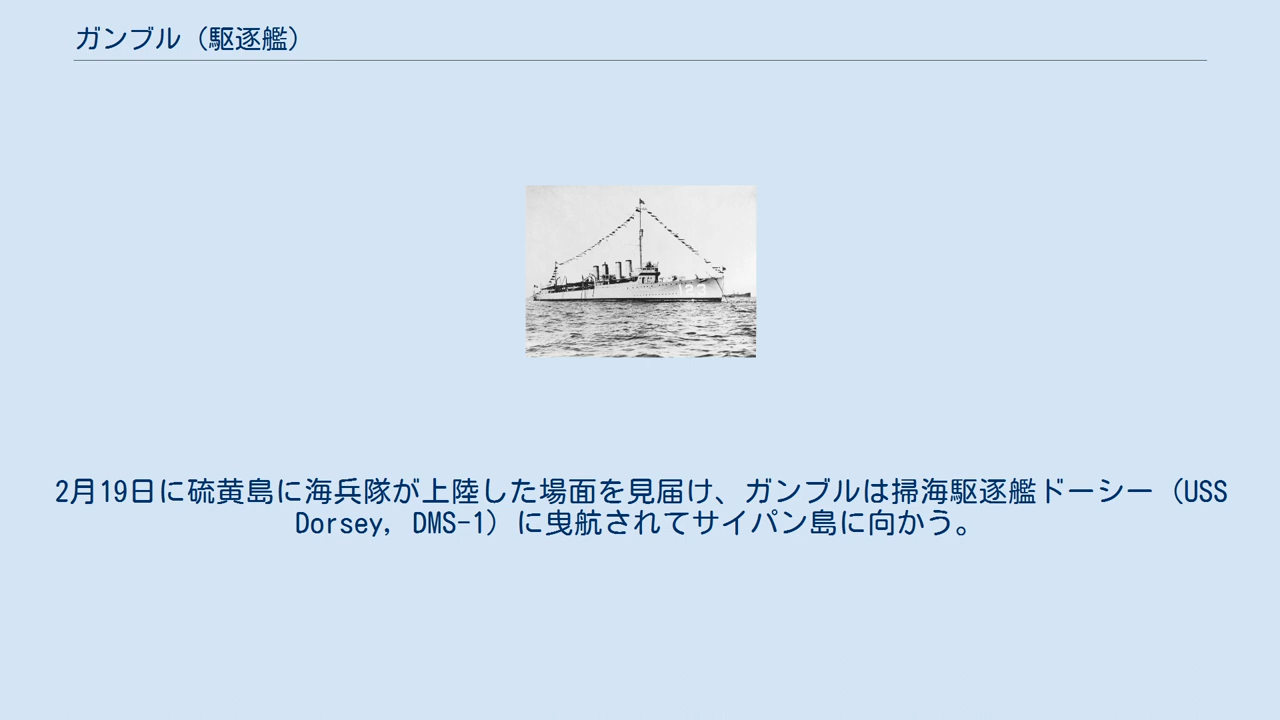 ガンブル（駆逐艦）
123
2月19日に硫黄島に海兵隊が上陸した場面を見届け、ガンブルは掃海駆逐艦ドーシー（USS
Dorsey, DMS-1）に曳航されてサイパン島に向かう。